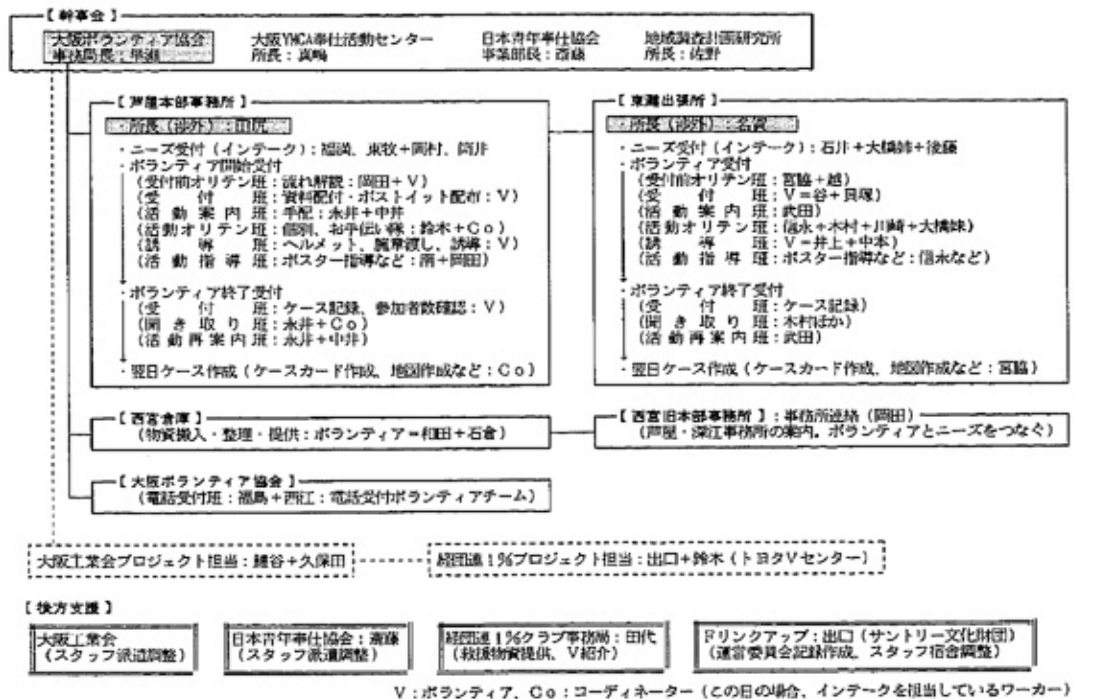 【 幹事会 】
大阪ボランティア協会 大阪YMCA奉仕活動センター 日本青年奉仕協会 地域調査計画研究所
事務局長：早瀬 所長：真嶋 事業部長：斎藤 所長：佐野
【 芦屋本部事務所 】
・所長（渉外）：田尻
・ニーズ受付（インテーク）：福満、東牧＋岡村、筒井
・ボランティア開始受付
（受付前オリテン班：流れ解説：岡田＋V）
（受付班：資料配付・ポストイット配布：V）
（活動案内班：手配：永井＋中井）
（活動オリテン班：個別、お手伝い隊：鈴木＋Co）
（誘導班：ヘルメット、腕章渡し、誘導：V）
（活動指導班：ポスター指導など：南＋岡田）
・ボランティア終了受付
（受付班：ケース記録、参加者数確認：V）
（聞き取り班：永井＋Co）
（活動再案内班：永井＋中井）
・翌日ケース作成（ケースカード作成、地図作成など：Co）
【 東灘出張所 】
・所長（渉外）：名賀
・ニーズ受付（インテーク）：石井＋大橋姉＋後藤
・ボランティア受付
（受付前オリテン班：宮脇＋越）
（受付班：V＝谷＋貝塚）
（活動案内班：武田）
（活動オリテン班：信永＋木村＋川崎＋大橋妹）
（誘導班：V＝井上＋中本）
（活動指導班：ポスター指導など：信永など）
・ボランティア終了受付
（受付班：ケース記録）
（聞き取り班：木村ほか）
（活動再案内班：武田）
・翌日ケース作成（ケースカード作成、地図作成など：宮脇）
【 西宮倉庫 】
（物資搬入・整理・提供：ボランティア＝和田＋石倉）
【 西宮旧本部事務所 】：事務所連絡（岡田）
（芦屋・深江事務所の案内。ボランティアとニーズをつなぐ）
【 大阪ボランティア協会 】
（電話受付班：福島＋西江：電話受付ボランティアチーム）
大阪工業会プロジェクト担当：鑓谷＋久保田
経団連１％プロジェクト担当：出口＋鈴木（トヨタVセンター）
【 後方支援 】
大阪工業会
（スタッフ派遣調整）
日本青年奉仕協会：斎藤
（スタッフ派遣調整）
経団連１％クラブ事務局：田代
（救援物資提供、V紹介）
Fリンクアップ：出口（サントリー文化財団）
（運営委員会記録作成、スタッフ宿舎調整）
V：ボランティア、Co：コーディネーター（この日の場合、インテークを担当しているワーカー）